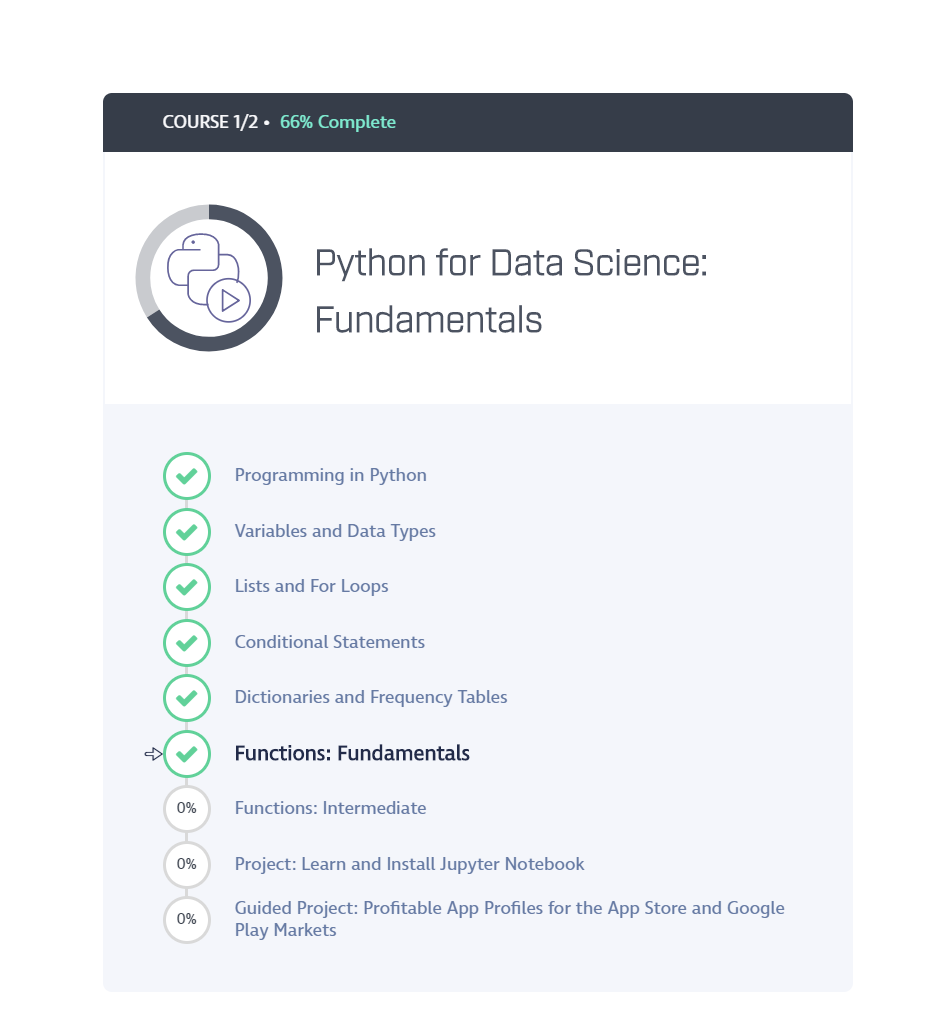 COURSE 1/2 • 66% Complete
Python for Data Science:
Fundamentals
Programming in Python
Variables and Data Types
Lists and For Loops
Conditional Statements
Dictionaries and Frequency Tables
Functions: Fundamentals
0% Functions: Intermediate
0% Project: Learn and Install Jupyter Notebook
0% Guided Project: Profitable App Profiles for the App Store and Google
Play Markets